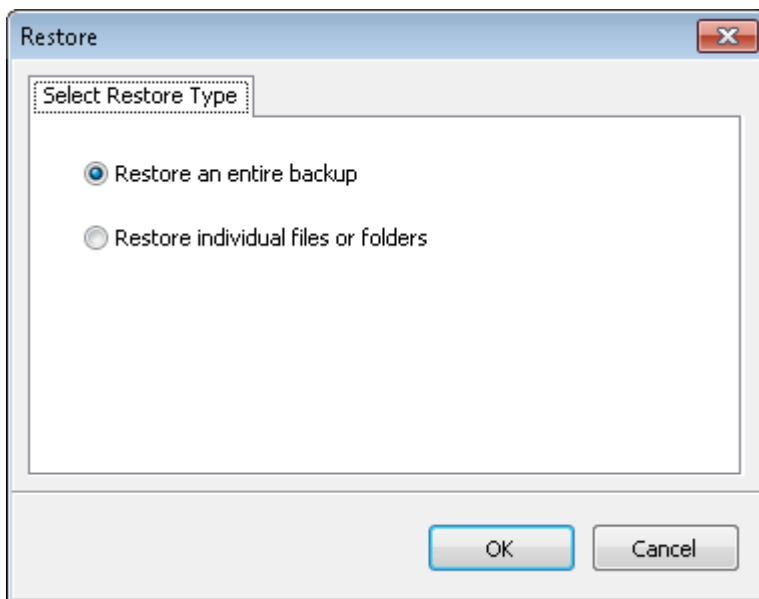 Restore
Select Restore Type
Restore an entire backup
Restore individual files or folders
OK Cancel